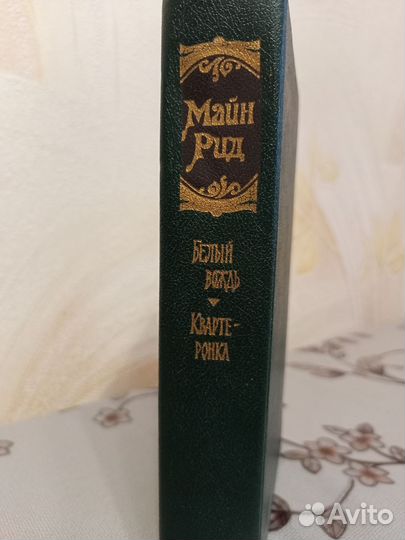 Майн
Рид
Белый
вождь
Кварте-
ронка
Avito